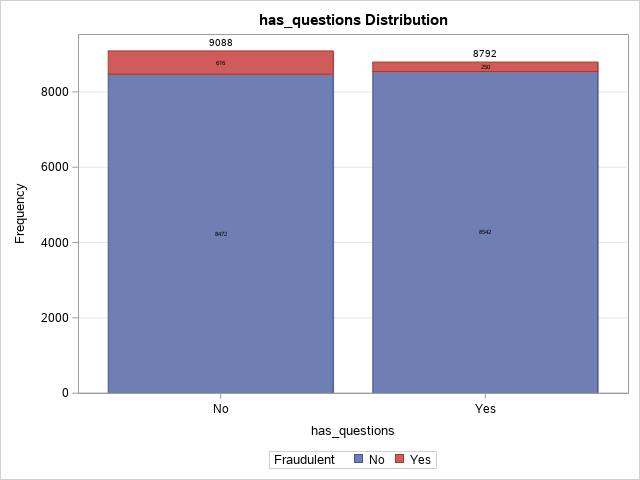 has_questions Distribution
9088
8792
616
250
8000
6000
Frequency
8472
8542
4000
2000
0
No
Yes
has_questions
Fraudulent No Yes